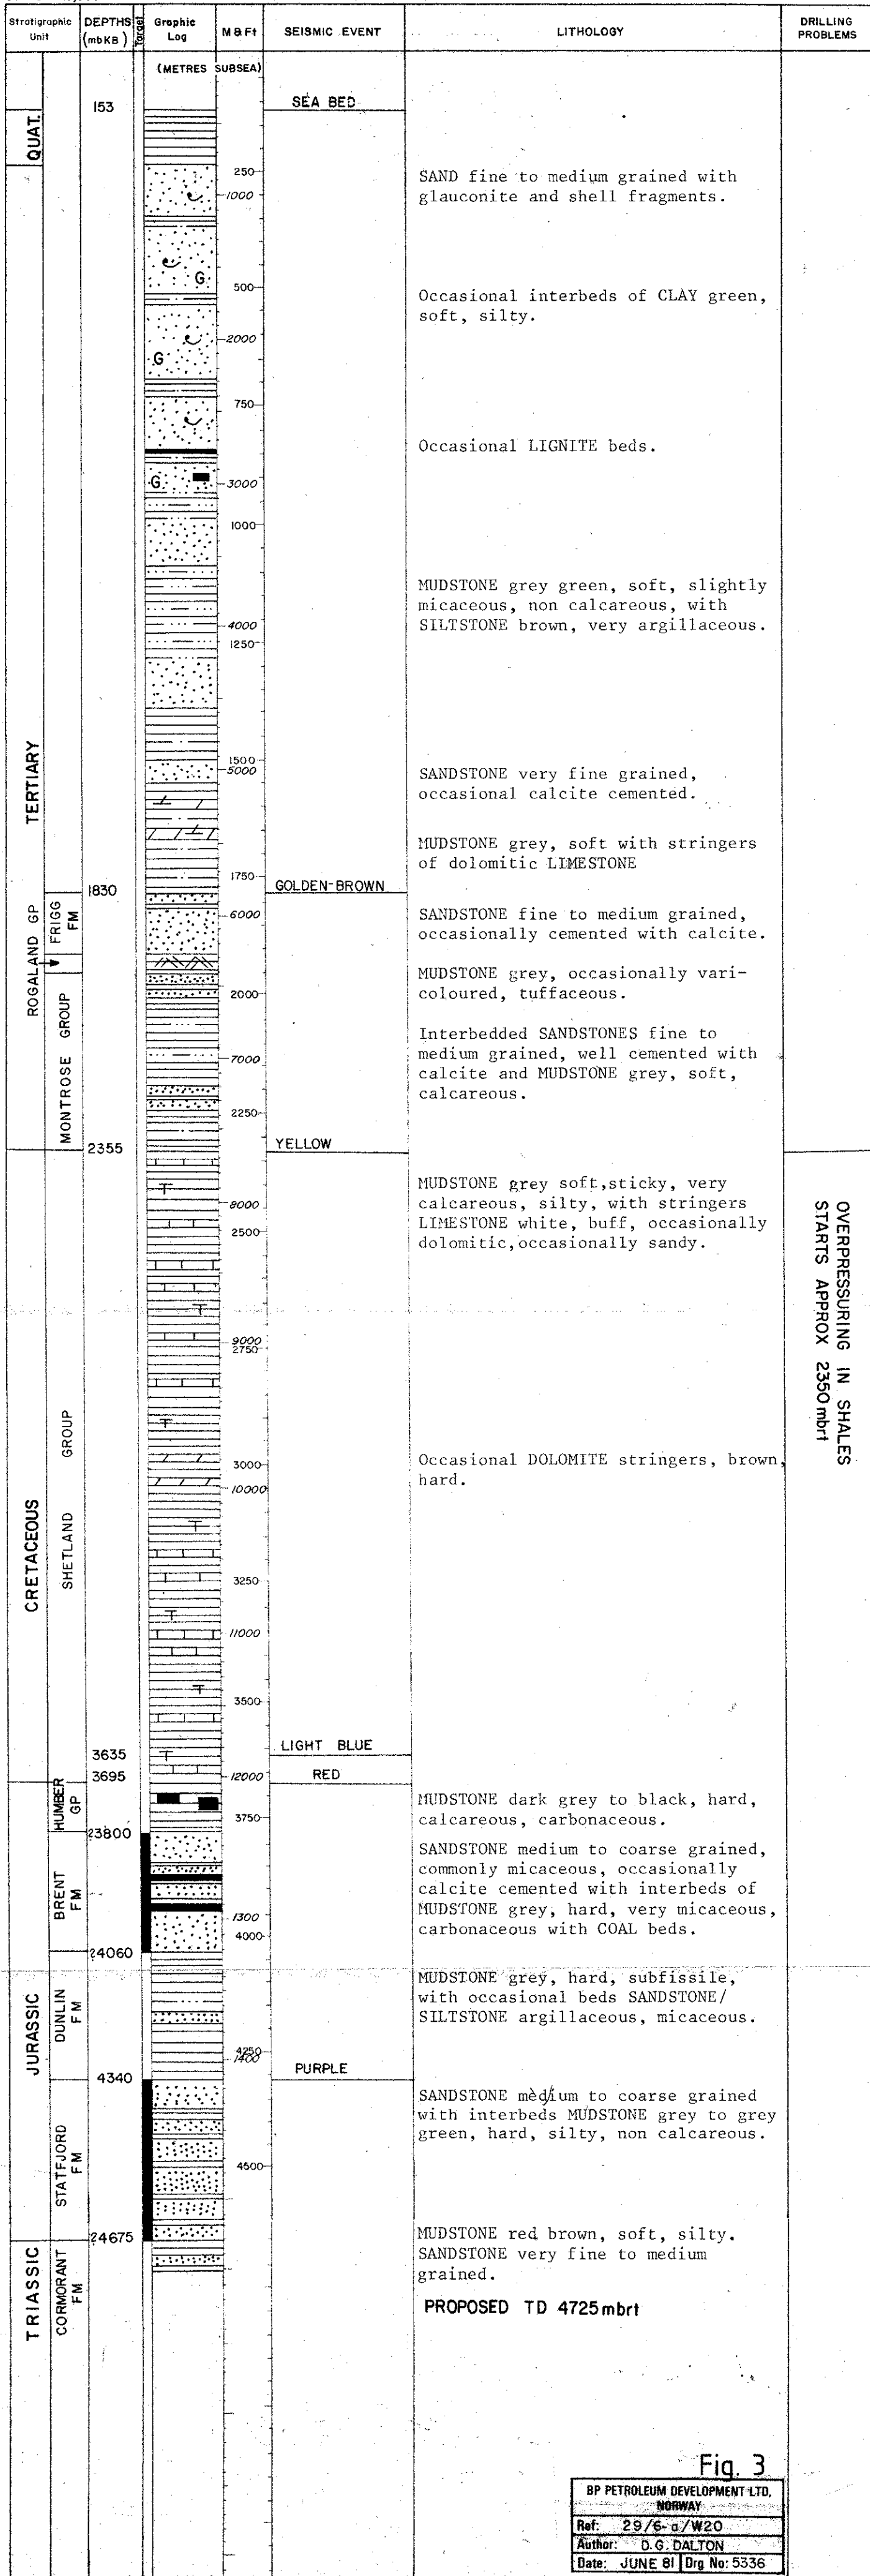 Stratigraphic Unit
DEPTHS (mbKB)
Target
Graphic Log
M & Ft
SEISMIC EVENT
LITHOLOGY
DRILLING PROBLEMS
(METRES SUBSEA)
QUAT.
153
SEA BED
250
1000
SAND fine to medium grained with
glauconite and shell fragments.
G
500
Occasional interbeds of CLAY green,
soft, silty.
2000
G
750
Occasional LIGNITE beds.
G
3000
1000
MUDSTONE grey green, soft, slightly
micaceous, non calcareous, with
SILTSTONE brown, very argillaceous.
4000
1250
TERTIARY
1500
5000
SANDSTONE very fine grained,
occasional calcite cemented.
MUDSTONE grey, soft with stringers
of dolomitic LIMESTONE
1750
1830
GOLDEN-BROWN
ROGALAND GP
FRIGG FM
6000
SANDSTONE fine to medium grained,
occasionally cemented with calcite.
MUDSTONE grey, occasionally vari-
coloured, tuffaceous.
2000
MONTROSE GROUP
Interbedded SANDSTONES fine to
medium grained, well cemented with
calcite and MUDSTONE grey, soft,
calcareous.
7000
2250
2355
YELLOW
MUDSTONE grey soft,sticky, very
calcareous, silty, with stringers
LIMESTONE white, buff, occasionally
dolomitic,occasionally sandy.
8000
2500
OVERPRESSURING IN SHALES
STARTS APPROX 2350 mbrt
9000
2750
CRETACEOUS
SHETLAND GROUP
3000
10000
Occasional DOLOMITE stringers, brown,
hard.
3250
11000
3500
3635
LIGHT BLUE
3695
12000
RED
HUMBER GP
MUDSTONE dark grey to black, hard,
calcareous, carbonaceous.
3750
?3800
BRENT FM
SANDSTONE medium to coarse grained,
commonly micaceous, occasionally
calcite cemented with interbeds of
MUDSTONE grey, hard, very micaceous,
carbonaceous with COAL beds.
1300
4000
?4060
JURASSIC
DUNLIN FM
MUDSTONE grey, hard, subfissile,
with occasional beds SANDSTONE/
SILTSTONE argillaceous, micaceous.
4250
1400
4340
PURPLE
STATFJORD FM
SANDSTONE medium to coarse grained
with interbeds MUDSTONE grey to grey
green, hard, silty, non calcareous.
4500
?4675
TRIASSIC
CORMORANT FM
MUDSTONE red brown, soft, silty.
SANDSTONE very fine to medium
grained.
PROPOSED TD 4725 mbrt
Fig. 3
BP PETROLEUM DEVELOPMENT LTD,
NORWAY
Ref: 29/6-a/W20
Author: D.G. DALTON
Date: JUNE 81 Drg No: 5336